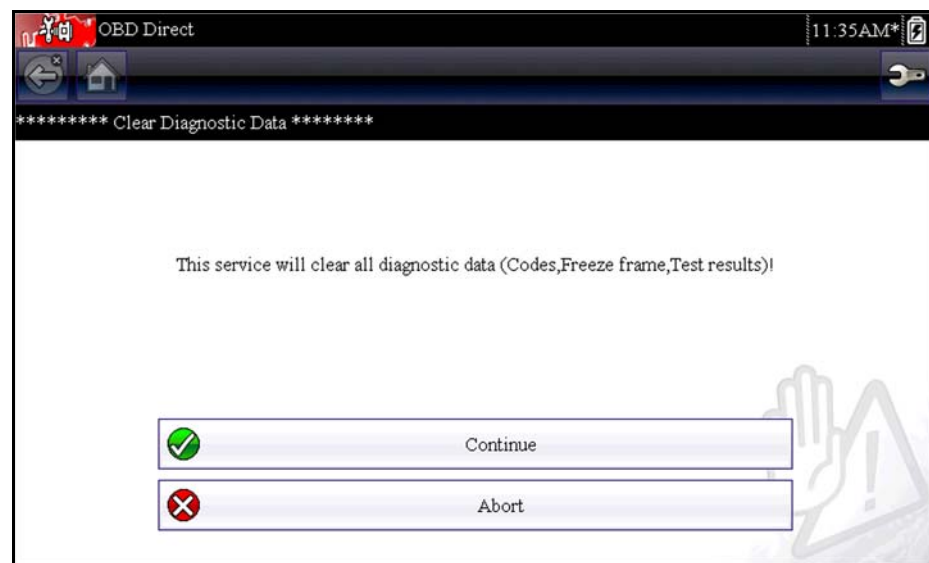 OBD Direct
11:35AM*
********* Clear Diagnostic Data ********
This service will clear all diagnostic data (Codes,Freeze frame,Test results)!
Continue
Abort